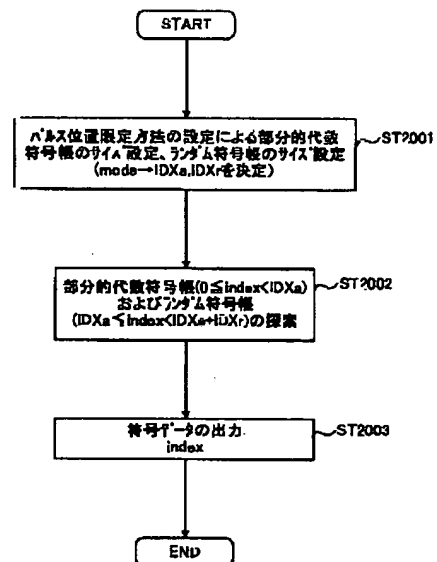 START
パルス位置限定方法の設定による部分的代数
符号帳のサイズ設定、ランダム符号帳のサイズ設定
(mode→IDXa,IDXrを決定)
ST2001
部分的代数符号帳(0≦index<IDXa)
およびランダム符号帳
(IDXa≦index<IDXa+IDXr)の探索
ST2002
符号データの出力
index
ST2003
END